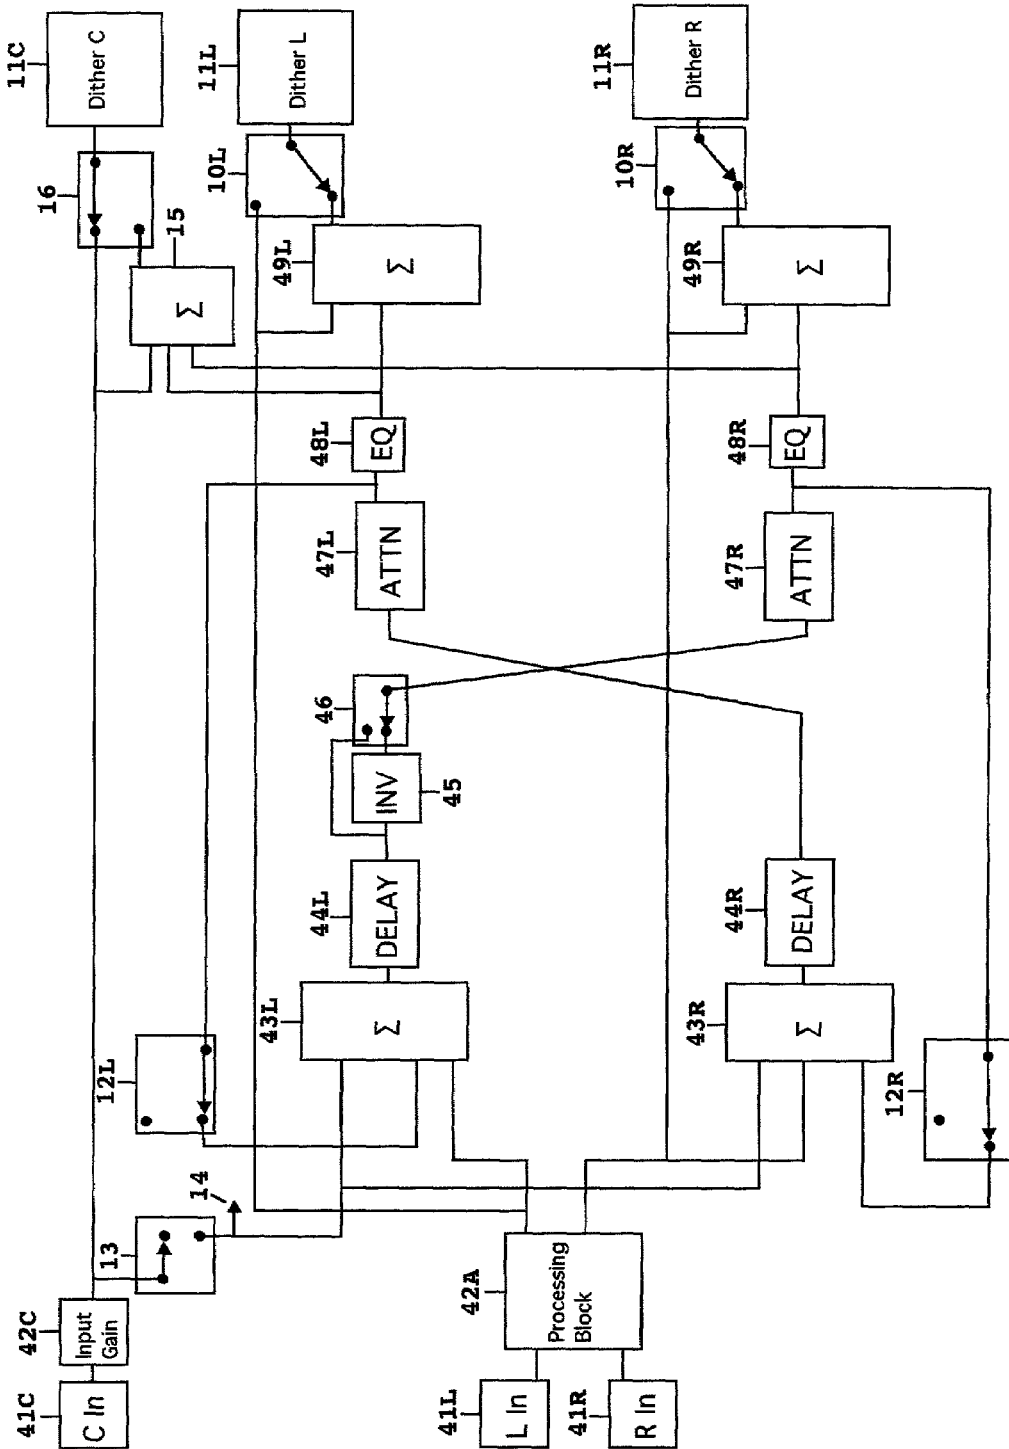 11C
Dither C
16
15
Σ
11L
Dither L
10L
49L
Σ
11R
Dither R
10R
49R
Σ
48L
EQ
47L
ATTN
48R
EQ
47R
ATTN
46
INV
45
44L
DELAY
43L
Σ
44R
DELAY
43R
Σ
12L
12R
14
13
42C
Input
Gain
41C
C In
42A
Processing
Block
41L
L In
41R
R In